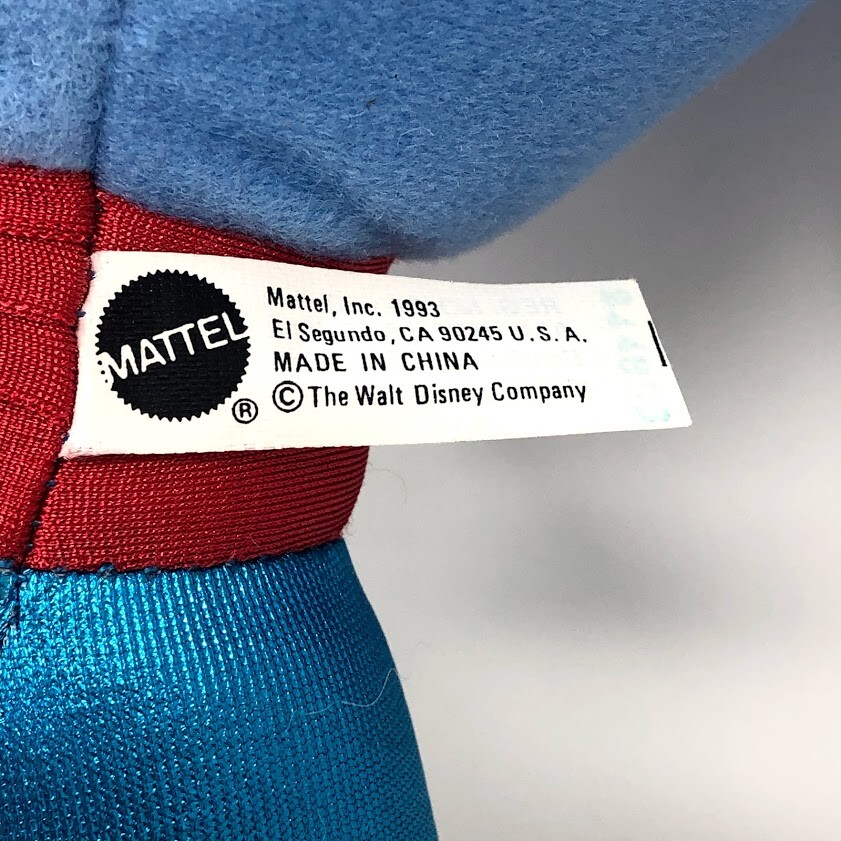 MATTEL
®
Mattel, Inc. 1993
El Segundo, CA 90245 U.S.A.
MADE IN CHINA
© The Walt Disney Company